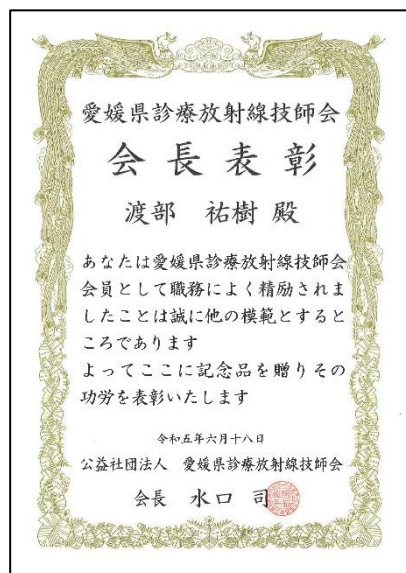 愛媛県診療放射線技師会
会長表彰
渡部 祐樹 殿
あなたは愛媛県診療放射線技師会
会員として職務によく精励されま
したことは誠に他の模範とすると
ころであります
よってここに記念品を贈りその
功労を表彰いたします
令和五年六月十八日
公益社団法人 愛媛県診療放射線技師会
会長 水口 司